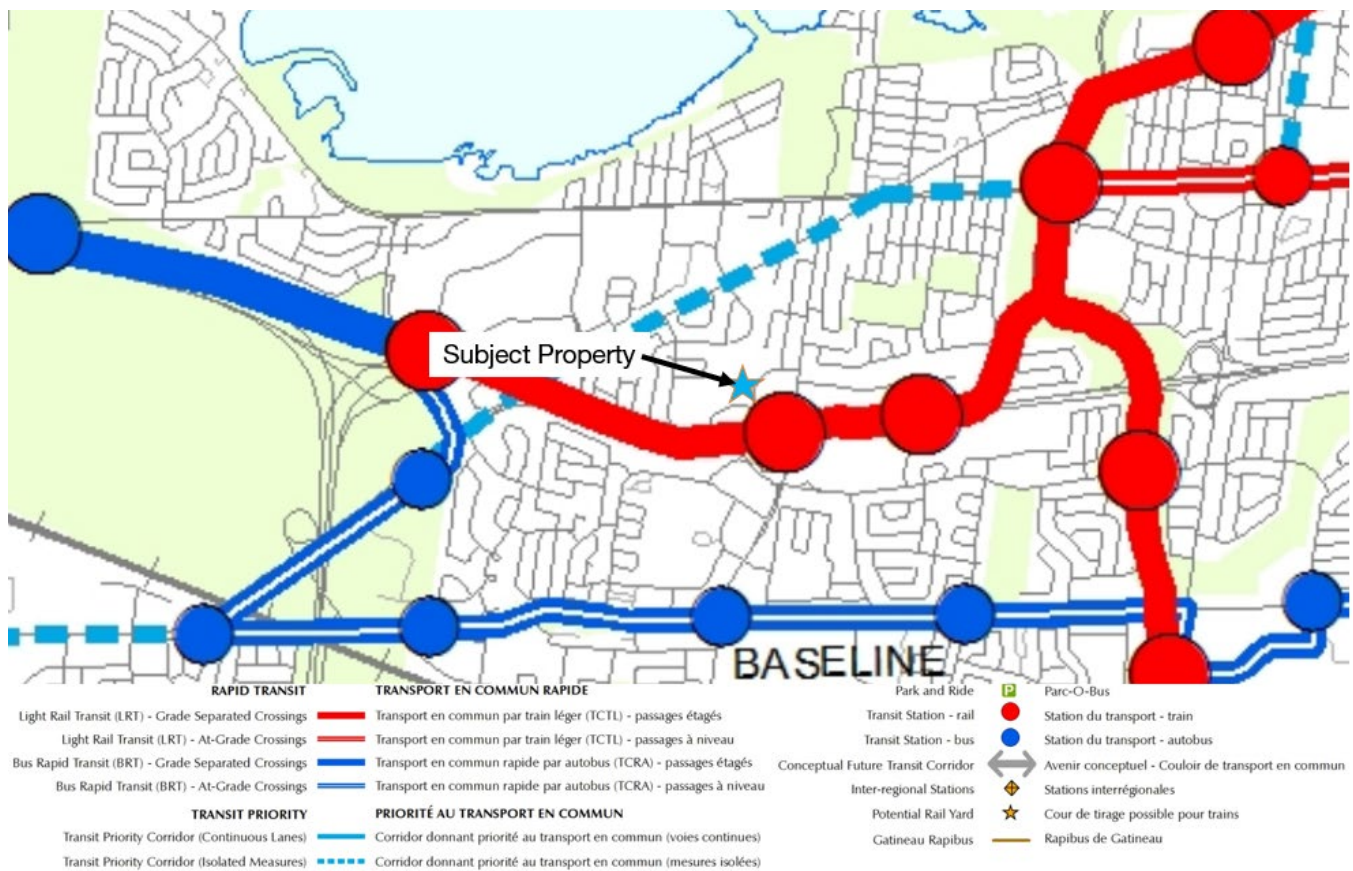 Subject Property
BASELINE
RAPID TRANSIT TRANSPORT EN COMMUN RAPIDE
Light Rail Transit (LRT) - Grade Separated Crossings Transport en commun par train léger (TCTL) - passages étagés
Light Rail Transit (LRT) - At-Grade Crossings Transport en commun par train léger (TCTL) - passages à niveau
Bus Rapid Transit (BRT) - Grade Separated Crossings Transport en commun rapide par autobus (TCRA) - passages étagés
Bus Rapid Transit (BRT) - At-Grade Crossings Transport en commun rapide par autobus (TCRA) - passages à niveau
TRANSIT PRIORITY PRIORITÉ AU TRANSPORT EN COMMUN
Transit Priority Corridor (Continuous Lanes) Corridor donnant priorité au transport en commun (voies continues)
Transit Priority Corridor (Isolated Measures) Corridor donnant priorité au transport en commun (mesures isolées)
Park and Ride P Parc-O-Bus
Transit Station - rail Station du transport - train
Transit Station - bus Station du transport - autobus
Conceptual Future Transit Corridor Avenir conceptuel - Couloir de transport en commun
Inter-regional Stations Stations interrégionales
Potential Rail Yard Cour de tirage possible pour trains
Gatineau Rapibus Rapibus de Gatineau